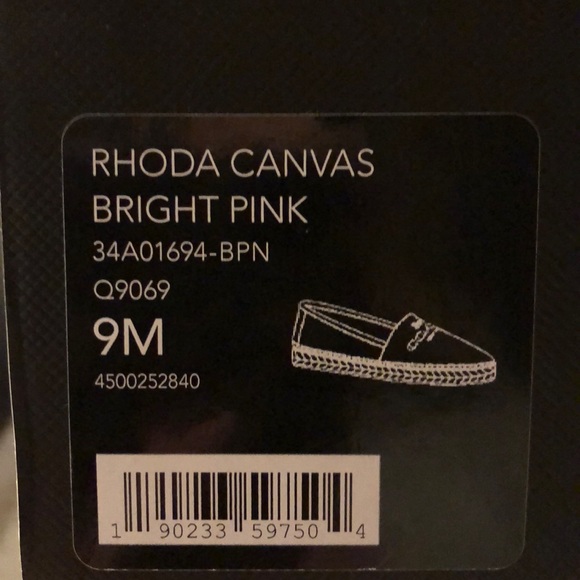 RHODA CANVAS
BRIGHT PINK
34A01694-BPN
Q9069
9M
4500252840
1 90233 59750 4